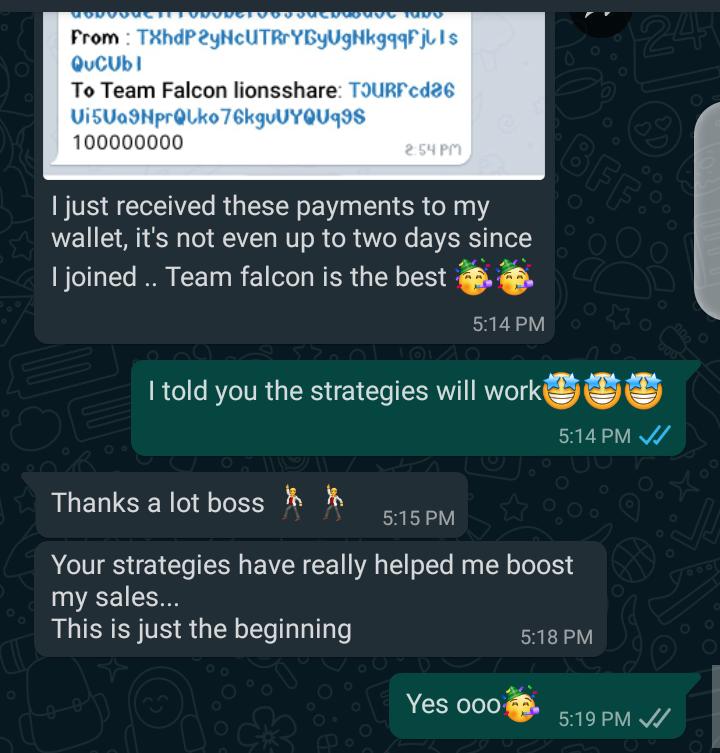 From : TXhdP2yNcUTRrYGyUgNkgqqFjL1s
QuCUb1
To Team Falcon lionsshare: TJURFcd26
Ui5Ua9NprQLko76kguUYQUq9S
100000000
2:54 PM
I just received these payments to my
wallet, it's not even up to two days since
I joined .. Team falcon is the best 🥳🥳
5:14 PM
I told you the strategies will work🤩🤩🤩
5:14 PM
Thanks a lot boss 🕺 🕺 5:15 PM
Your strategies have really helped me boost
my sales...
This is just the beginning 5:18 PM
Yes ooo🥳 5:19 PM